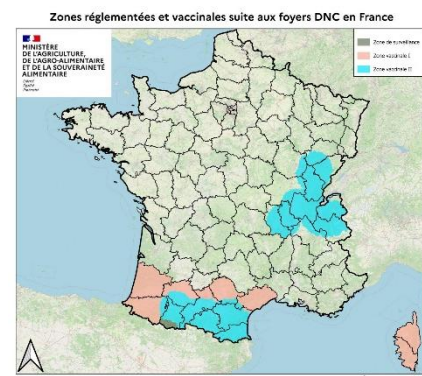 Zones réglementées et vaccinales suite aux foyers DNC en France
MINISTÈRE
DE L'AGRICULTURE,
DE L'AGRO-ALIMENTAIRE
ET DE LA SOUVERAINETÉ
ALIMENTAIRE
Liberté
Égalité
Fraternité
Zone de surveillance
Zone vaccinale I
Zone vaccinale II